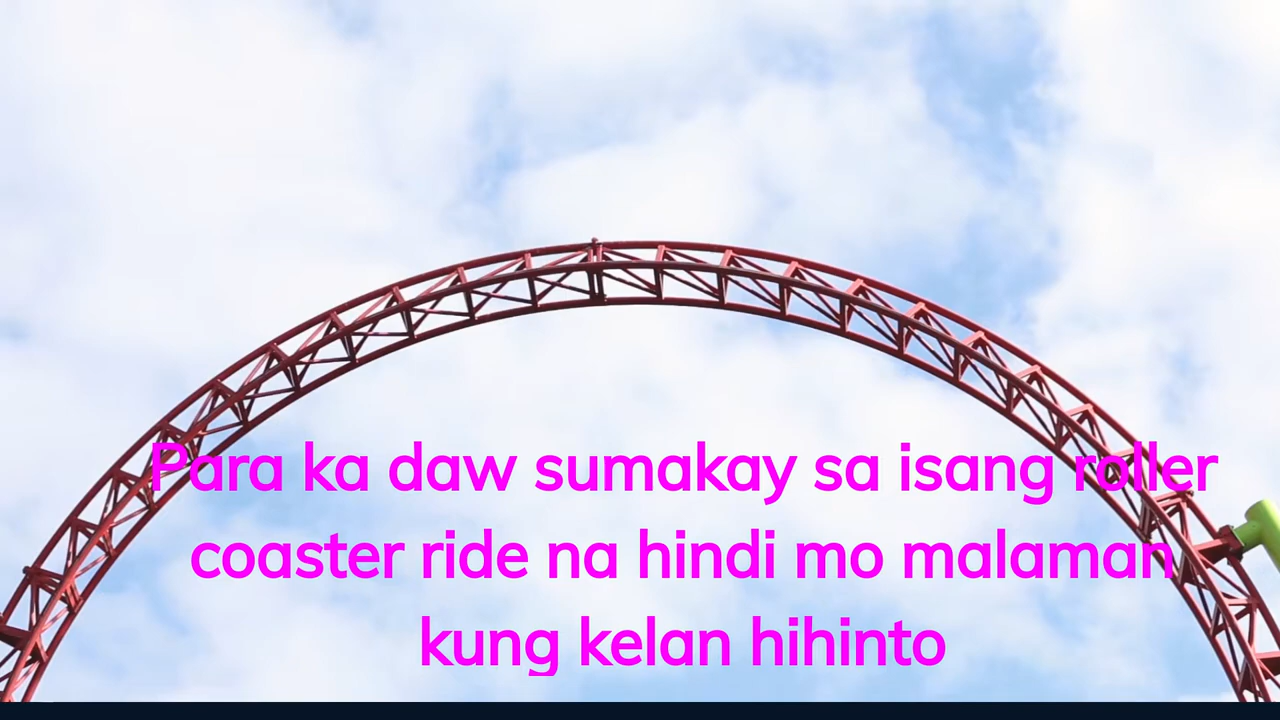 Para ka daw sumakay sa isang roller
coaster ride na hindi mo malaman
kung kelan hihinto